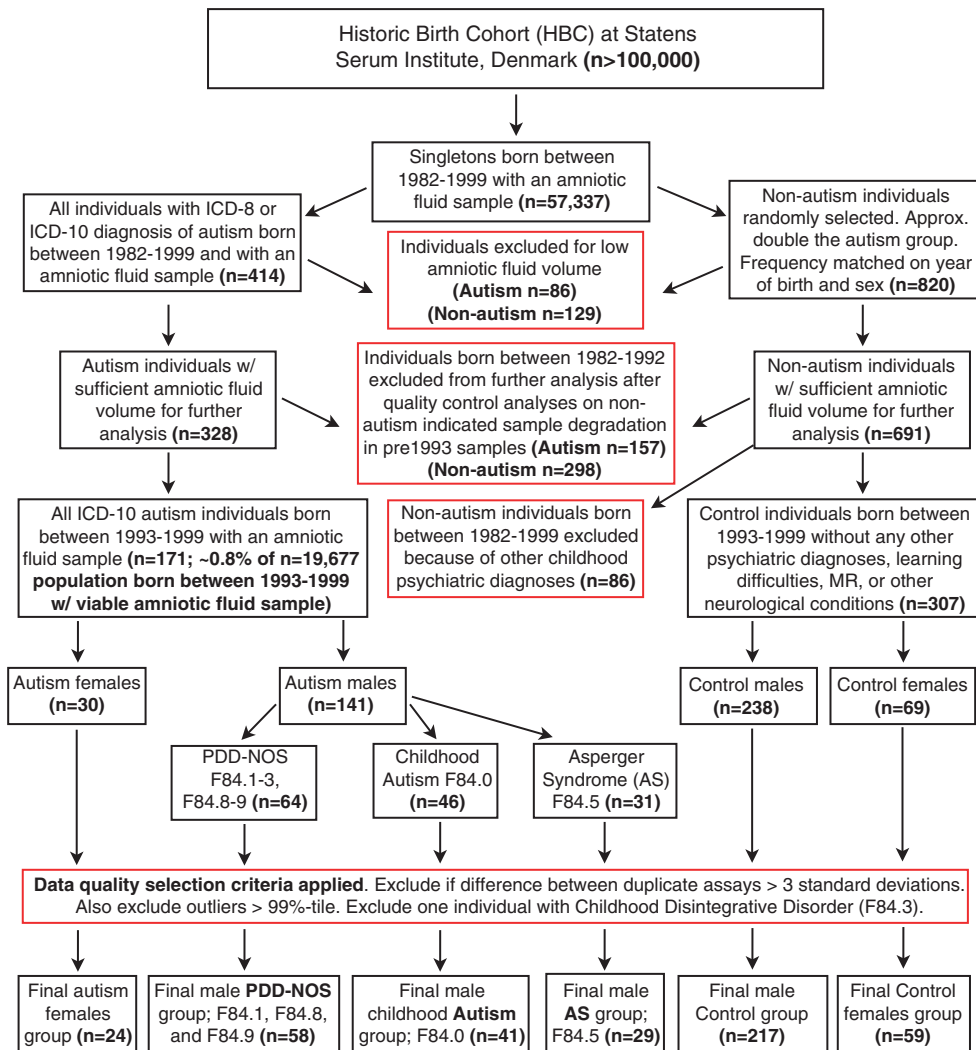 Historic Birth Cohort (HBC) at Statens
Serum Institute, Denmark (n>100,000)
Singletons born between
1982-1999 with an amniotic
fluid sample (n=57,337)
All individuals with ICD-8 or
ICD-10 diagnosis of autism born
between 1982-1999 and with an
amniotic fluid sample (n=414)
Individuals excluded for low
amniotic fluid volume
(Autism n=86)
(Non-autism n=129)
Non-autism individuals
randomly selected. Approx.
double the autism group.
Frequency matched on year
of birth and sex (n=820)
Autism individuals w/
sufficient amniotic fluid
volume for further
analysis (n=328)
Individuals born between 1982-1992
excluded from further analysis after
quality control analyses on non-
autism indicated sample degradation
in pre1993 samples (Autism n=157)
(Non-autism n=298)
Non-autism individuals
w/ sufficient amniotic
fluid volume for further
analysis (n=691)
All ICD-10 autism individuals born
between 1993-1999 with an amniotic
fluid sample (n=171; ~0.8% of n=19,677
population born between 1993-1999
w/ viable amniotic fluid sample)
Non-autism individuals born
between 1982-1999 excluded
because of other childhood
psychiatric diagnoses (n=86)
Control individuals born between
1993-1999 without any other
psychiatric diagnoses, learning
difficulties, MR, or other
neurological conditions (n=307)
Autism females
(n=30)
Autism males
(n=141)
Control males
(n=238)
Control females
(n=69)
PDD-NOS
F84.1-3,
F84.8-9 (n=64)
Childhood
Autism F84.0
(n=46)
Asperger
Syndrome (AS)
F84.5 (n=31)
Data quality selection criteria applied. Exclude if difference between duplicate assays > 3 standard deviations.
Also exclude outliers > 99%-tile. Exclude one individual with Childhood Disintegrative Disorder (F84.3).
Final autism
females
group (n=24)
Final male PDD-NOS
group; F84.1, F84.8,
and F84.9 (n=58)
Final male
childhood Autism
group; F84.0 (n=41)
Final male
AS group;
F84.5 (n=29)
Final male
Control group
(n=217)
Final Control
females group
(n=59)